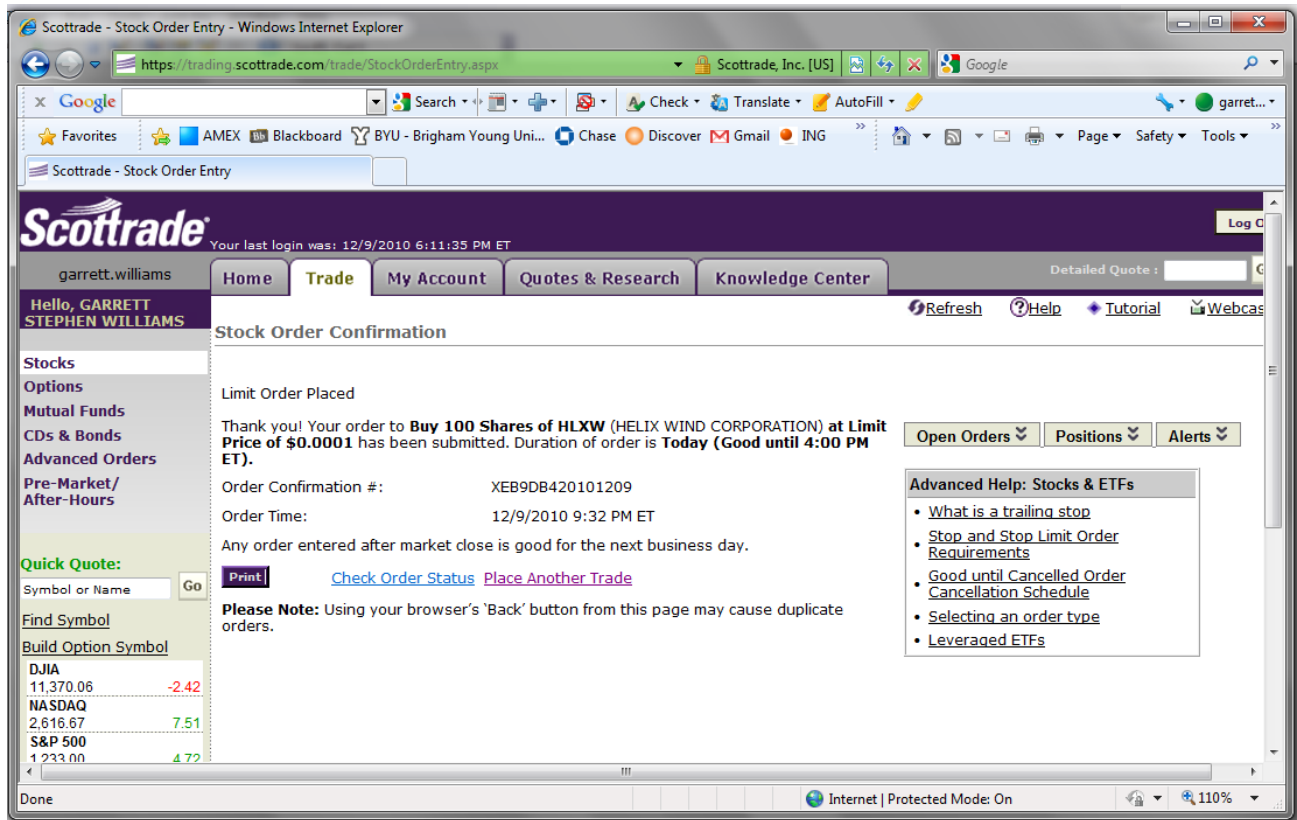 Scottrade - Stock Order Entry - Windows Internet Explorer
https://trading.scottrade.com/trade/StockOrderEntry.aspx
Scottrade, Inc. [US]
Google
x Google
Search
Check
Translate
AutoFill
garret...
Favorites
AMEX
Bb Blackboard
BYU - Brigham Young Uni...
Chase
Discover
Gmail
ING
»
Page
Safety
Tools
»
Scottrade - Stock Order Entry
Scottrade
Your last login was: 12/9/2010 6:11:35 PM ET
Log O
garrett.williams
Home
Trade
My Account
Quotes & Research
Knowledge Center
Detailed Quote :
G
Hello, GARRETT
STEPHEN WILLIAMS
Refresh
?Help
Tutorial
Webcas
Stock Order Confirmation
Stocks
Options
Mutual Funds
CDs & Bonds
Advanced Orders
Pre-Market/
After-Hours
Limit Order Placed
Thank you! Your order to Buy 100 Shares of HLXW (HELIX WIND CORPORATION) at Limit
Price of $0.0001 has been submitted. Duration of order is Today (Good until 4:00 PM
ET).
Order Confirmation #: XEB9DB420101209
Order Time: 12/9/2010 9:32 PM ET
Any order entered after market close is good for the next business day.
Print
Check Order Status
Place Another Trade
Please Note: Using your browser's `Back' button from this page may cause duplicate
orders.
Open Orders
Positions
Alerts
Advanced Help: Stocks & ETFs
• What is a trailing stop
• Stop and Stop Limit Order
Requirements
• Good until Cancelled Order
Cancellation Schedule
• Selecting an order type
• Leveraged ETFs
Quick Quote:
Symbol or Name
Go
Find Symbol
Build Option Symbol
DJIA
11,370.06 -2.42
NASDAQ
2,616.67 7.51
S&P 500
1,233.00 4.72
Done
Internet | Protected Mode: On
110%